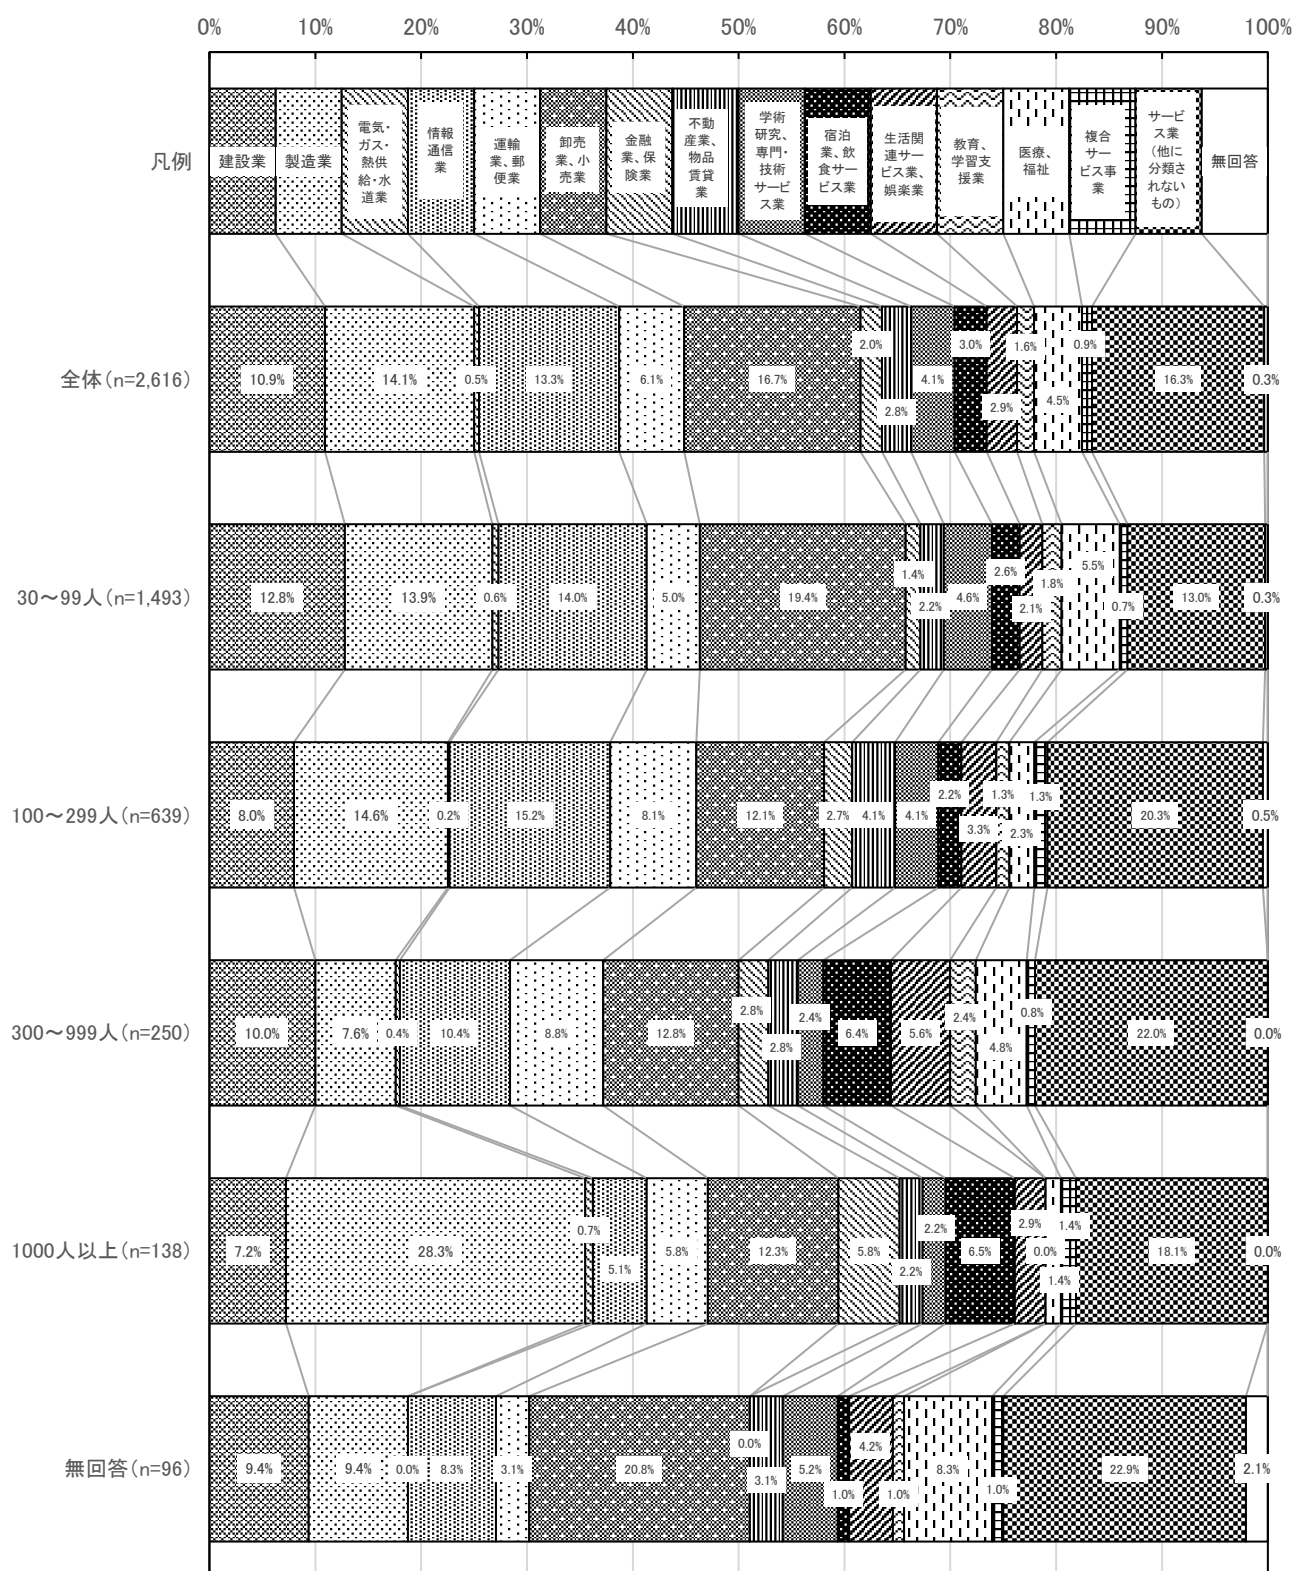 0% 10% 20% 30% 40% 50% 60% 70% 80% 90% 100%
凡例
建設業
製造業
電気・
ガス・
熱供
給・水
道業
情報
通信
業
運輸
業、郵
便業
卸売
業、小
売業
金融
業、保
険業
不動
産業、
物品
賃貸
業
学術
研究、
専門・
技術
サービ
ス業
宿泊
業、飲
食サー
ビス業
生活関
連サー
ビス業、
娯楽業
教育、
学習支
援業
医療、
福祉
複合
サー
ビス事
業
サービ
ス業
（他に
分類さ
れない
もの）
無回答
全体（n=2,616） 10.9% 14.1% 0.5% 13.3% 6.1% 16.7% 2.0% 2.8% 4.1% 3.0% 2.9% 1.6% 4.5% 0.9% 16.3% 0.3%
30～99人（n=1,493） 12.8% 13.9% 0.6% 14.0% 5.0% 19.4% 1.4% 2.2% 4.6% 2.6% 2.1% 1.8% 5.5% 0.7% 13.0% 0.3%
100～299人（n=639） 8.0% 14.6% 0.2% 15.2% 8.1% 12.1% 2.7% 4.1% 4.1% 2.2% 3.3% 1.3% 2.3% 1.3% 20.3% 0.5%
300～999人（n=250） 10.0% 7.6% 0.4% 10.4% 8.8% 12.8% 2.8% 2.8% 2.4% 6.4% 5.6% 2.4% 4.8% 0.8% 22.0% 0.0%
1000人以上（n=138） 7.2% 28.3% 0.7% 5.1% 5.8% 12.3% 5.8% 2.2% 2.2% 6.5% 2.9% 0.0% 1.4% 1.4% 18.1% 0.0%
無回答（n=96） 9.4% 9.4% 0.0% 8.3% 3.1% 20.8% 0.0% 3.1% 5.2% 1.0% 4.2% 1.0% 8.3% 1.0% 22.9% 2.1%